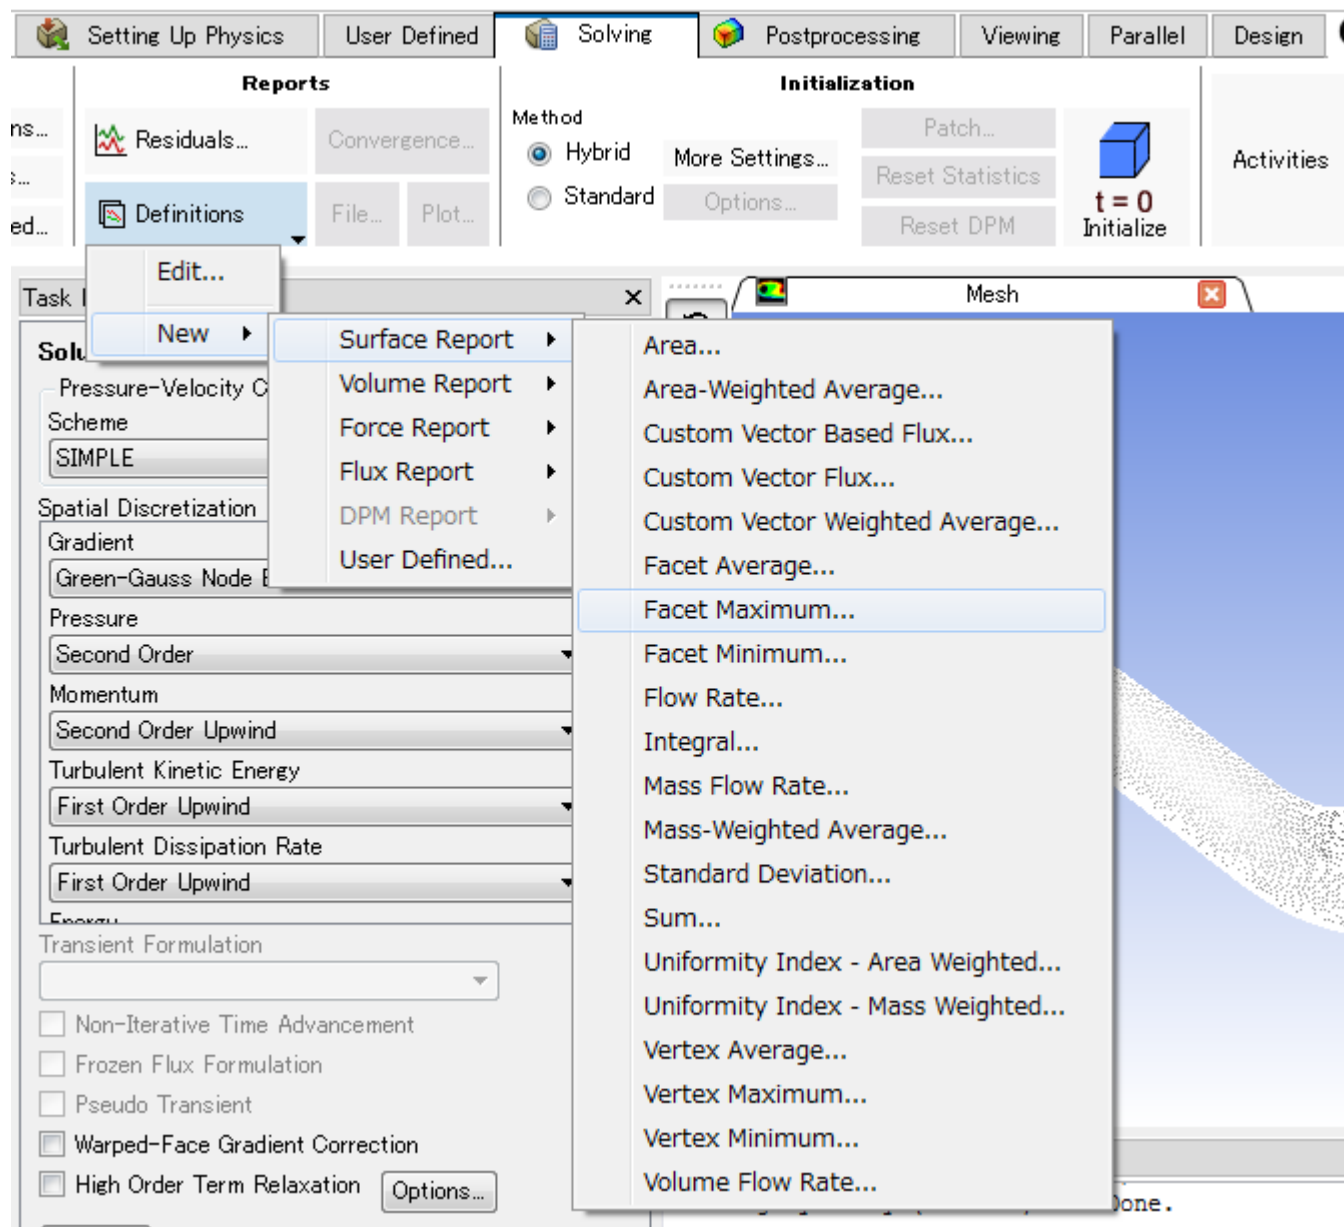 Setting Up Physics
User Defined
Solving
Postprocessing
Viewing
Parallel
Design
Reports
Initialization
ns...
Residuals...
Convergence...
Method
Hybrid
Standard
More Settings...
Options...
Patch...
Reset Statistics
Reset DPM
t = 0
Initialize
Activities
s...
ed...
Definitions
File...
Plot...
Edit...
New
Task
Mesh
Surface Report
Volume Report
Force Report
Flux Report
DPM Report
User Defined...
Area...
Area-Weighted Average...
Custom Vector Based Flux...
Custom Vector Flux...
Custom Vector Weighted Average...
Facet Average...
Facet Maximum...
Facet Minimum...
Flow Rate...
Integral...
Mass Flow Rate...
Mass-Weighted Average...
Standard Deviation...
Sum...
Uniformity Index - Area Weighted...
Uniformity Index - Mass Weighted...
Vertex Average...
Vertex Maximum...
Vertex Minimum...
Volume Flow Rate...
Pressure-Velocity C
Scheme
SIMPLE
Spatial Discretization
Gradient
Green-Gauss Node
Pressure
Second Order
Momentum
Second Order Upwind
Turbulent Kinetic Energy
First Order Upwind
Turbulent Dissipation Rate
First Order Upwind
Energy
Transient Formulation
Non-Iterative Time Advancement
Frozen Flux Formulation
Pseudo Transient
Warped-Face Gradient Correction
High Order Term Relaxation
Options...
Done.